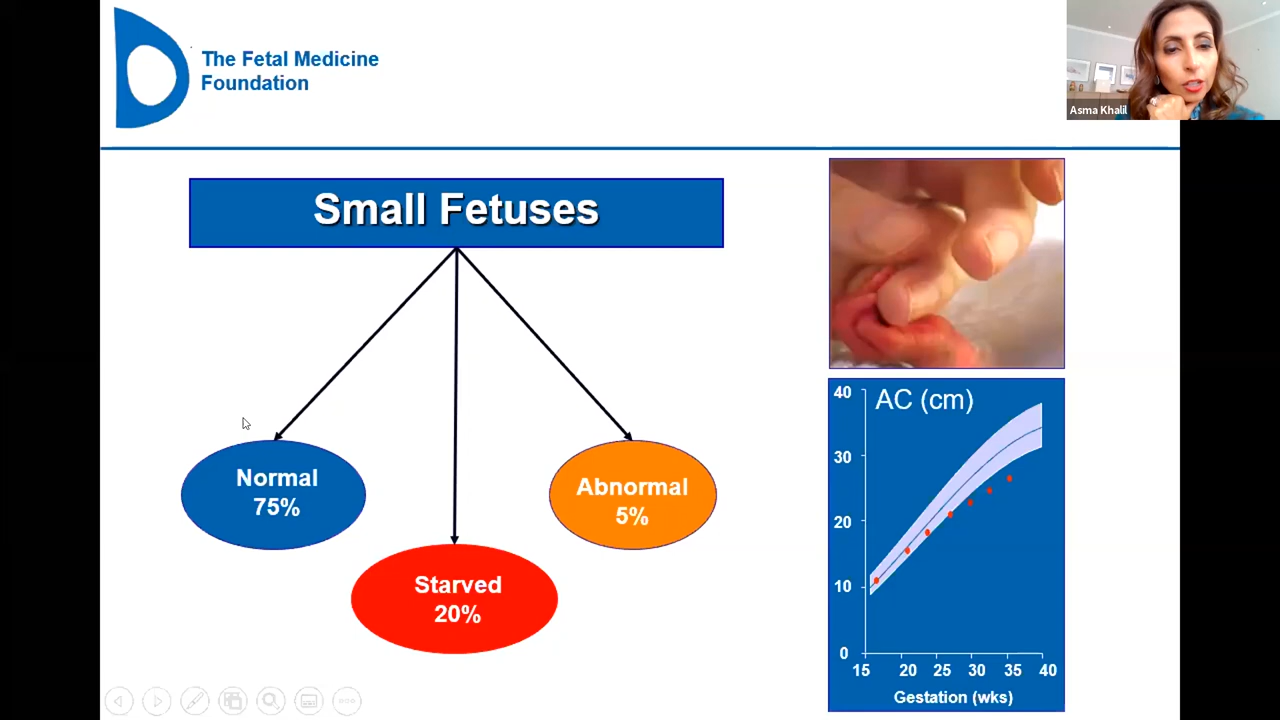 The Fetal Medicine
Foundation
Asma Khalil
Small Fetuses
Normal
75%
Abnormal
5%
Starved
20%
AC (cm)
40
30
20
10
0
15 20 25 30 35 40
Gestation (wks)